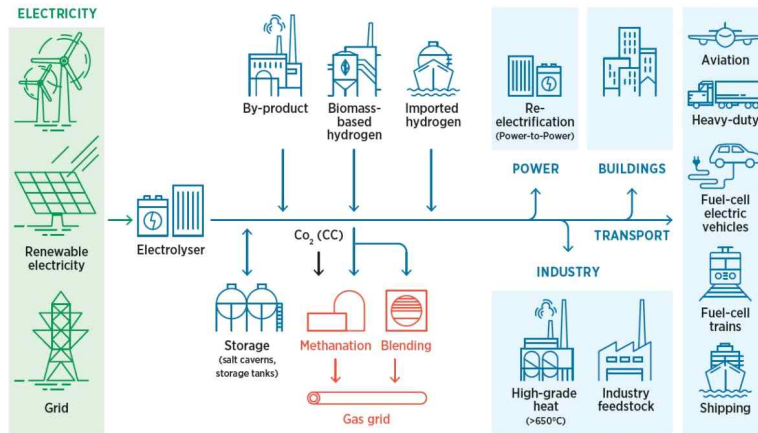 ELECTRICITY
Renewable
electricity
Grid
Electrolyser
By-product
Biomass-
based
hydrogen
Imported
hydrogen
Storage
(salt caverns,
storage tanks)
Co2 (CC)
Methanation
Blending
Gas grid
Re-
electrification
(Power-to-Power)
POWER
BUILDINGS
TRANSPORT
INDUSTRY
High-grade
heat
(>650°C)
Industry
feedstock
Aviation
Heavy-duty
Fuel-cell
electric
vehicles
Fuel-cell
trains
Shipping